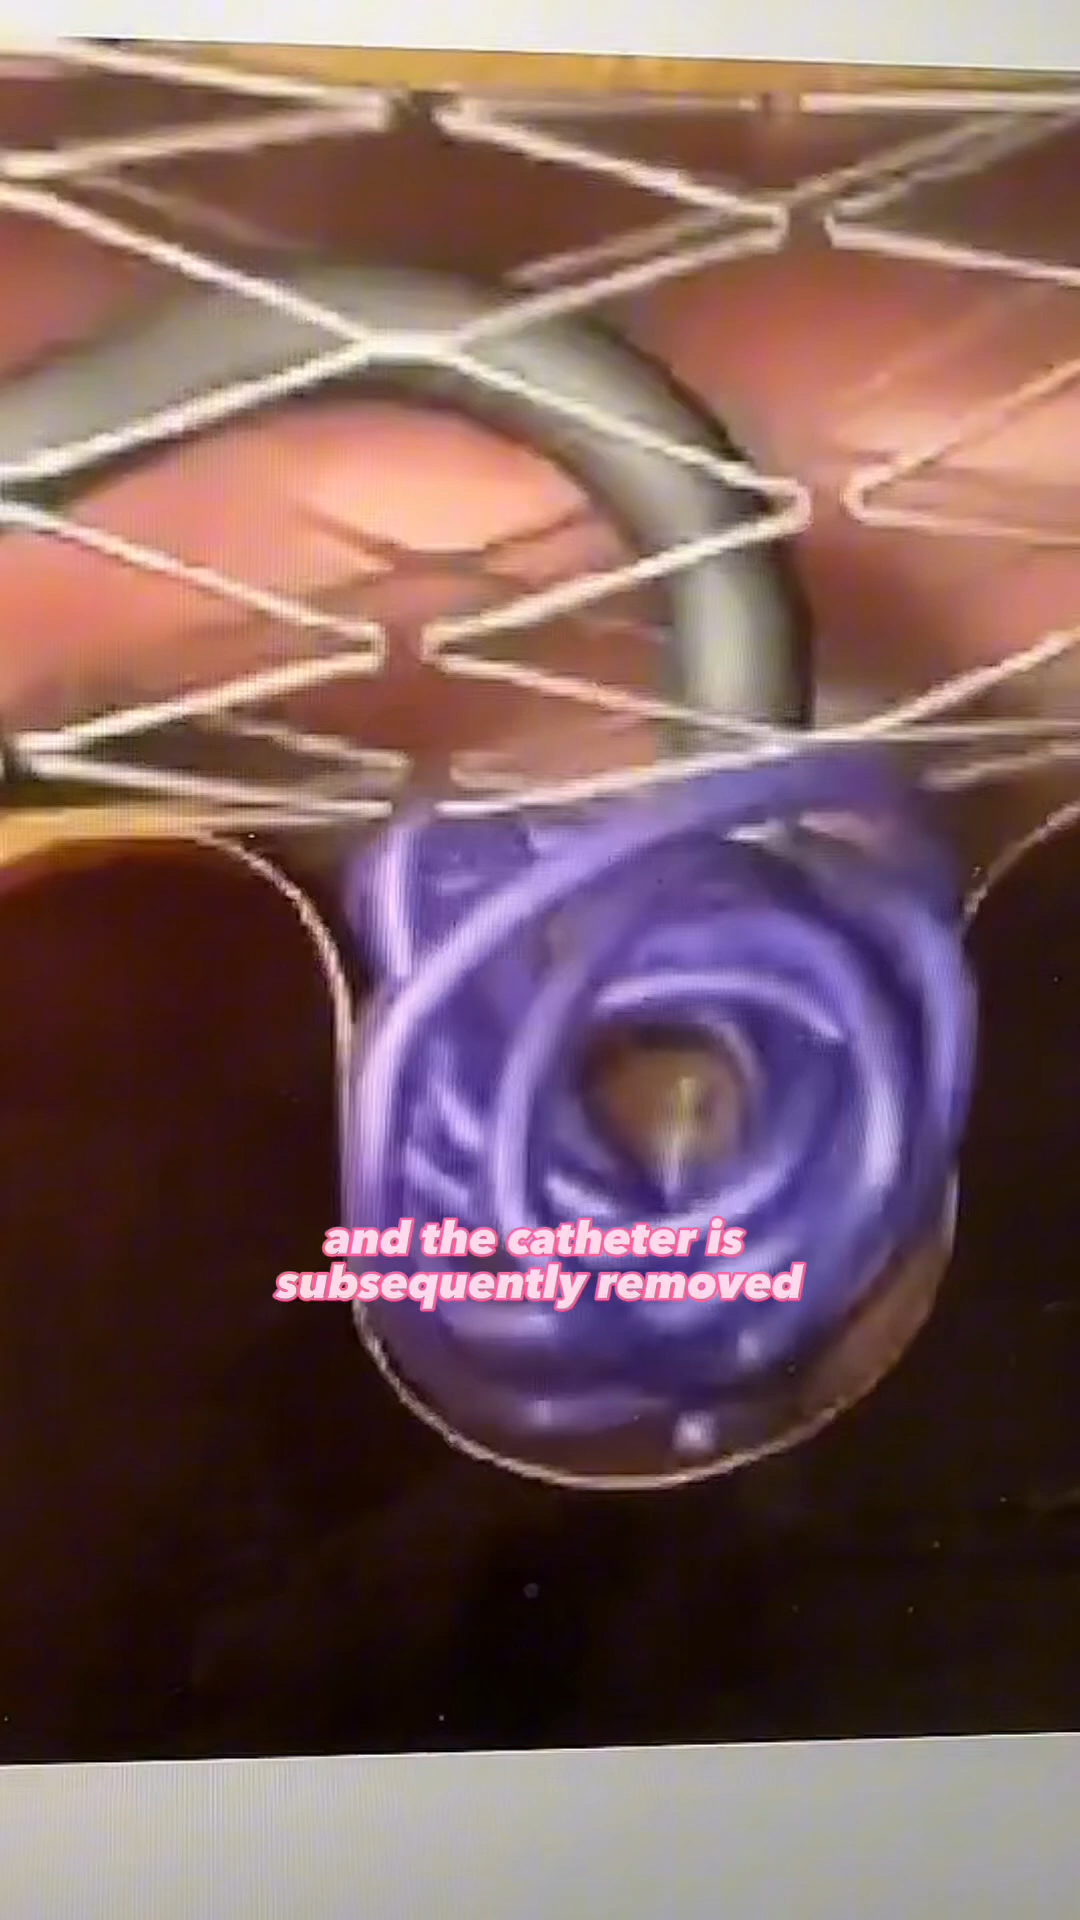 and the catheter is
subsequently removed